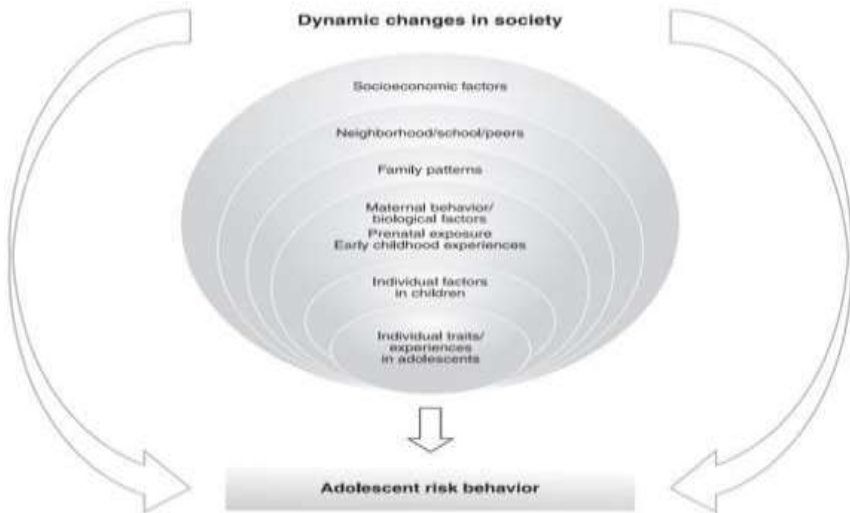 Dynamic changes in society
Socioeconomic factors
Neighborhood/school/peers
Family patterns
Maternal behavior/
biological factors
Prenatal exposure
Early childhood experiences
Individual factors
in children
Individual traits/
experiences
in adolescents
Adolescent risk behavior